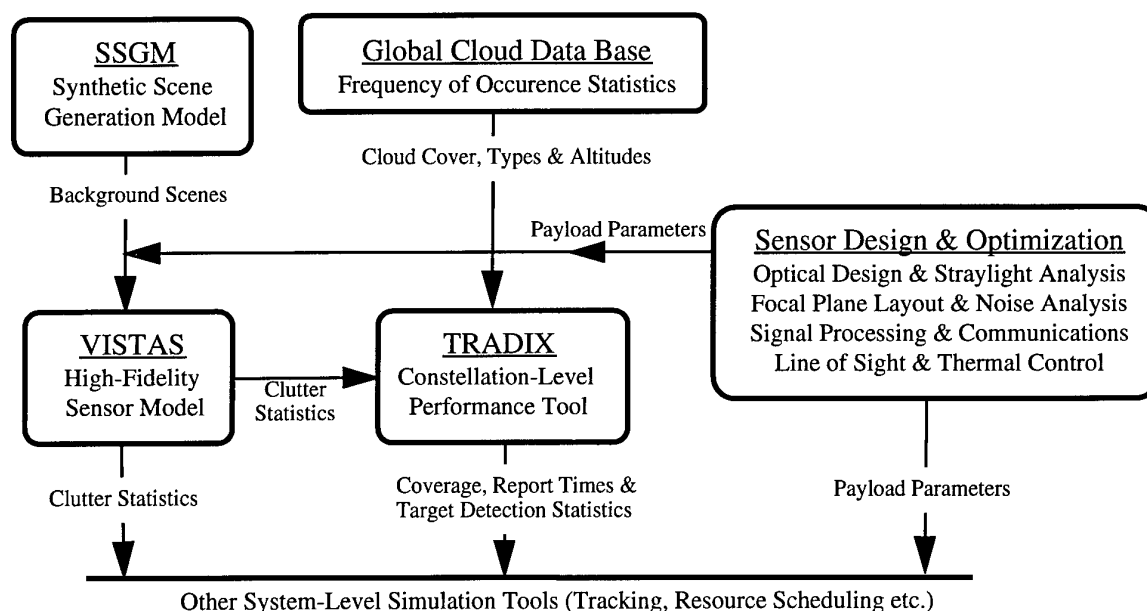 SSGM
Synthetic Scene
Generation Model
Global Cloud Data Base
Frequency of Occurence Statistics
Cloud Cover, Types & Altitudes
Background Scenes
Payload Parameters
Sensor Design & Optimization
Optical Design & Straylight Analysis
Focal Plane Layout & Noise Analysis
Signal Processing & Communications
Line of Sight & Thermal Control
VISTAS
High-Fidelity
Sensor Model
Clutter
Statistics
TRADIX
Constellation-Level
Performance Tool
Clutter Statistics
Coverage, Report Times &
Target Detection Statistics
Payload Parameters
Other System-Level Simulation Tools (Tracking, Resource Scheduling etc.)